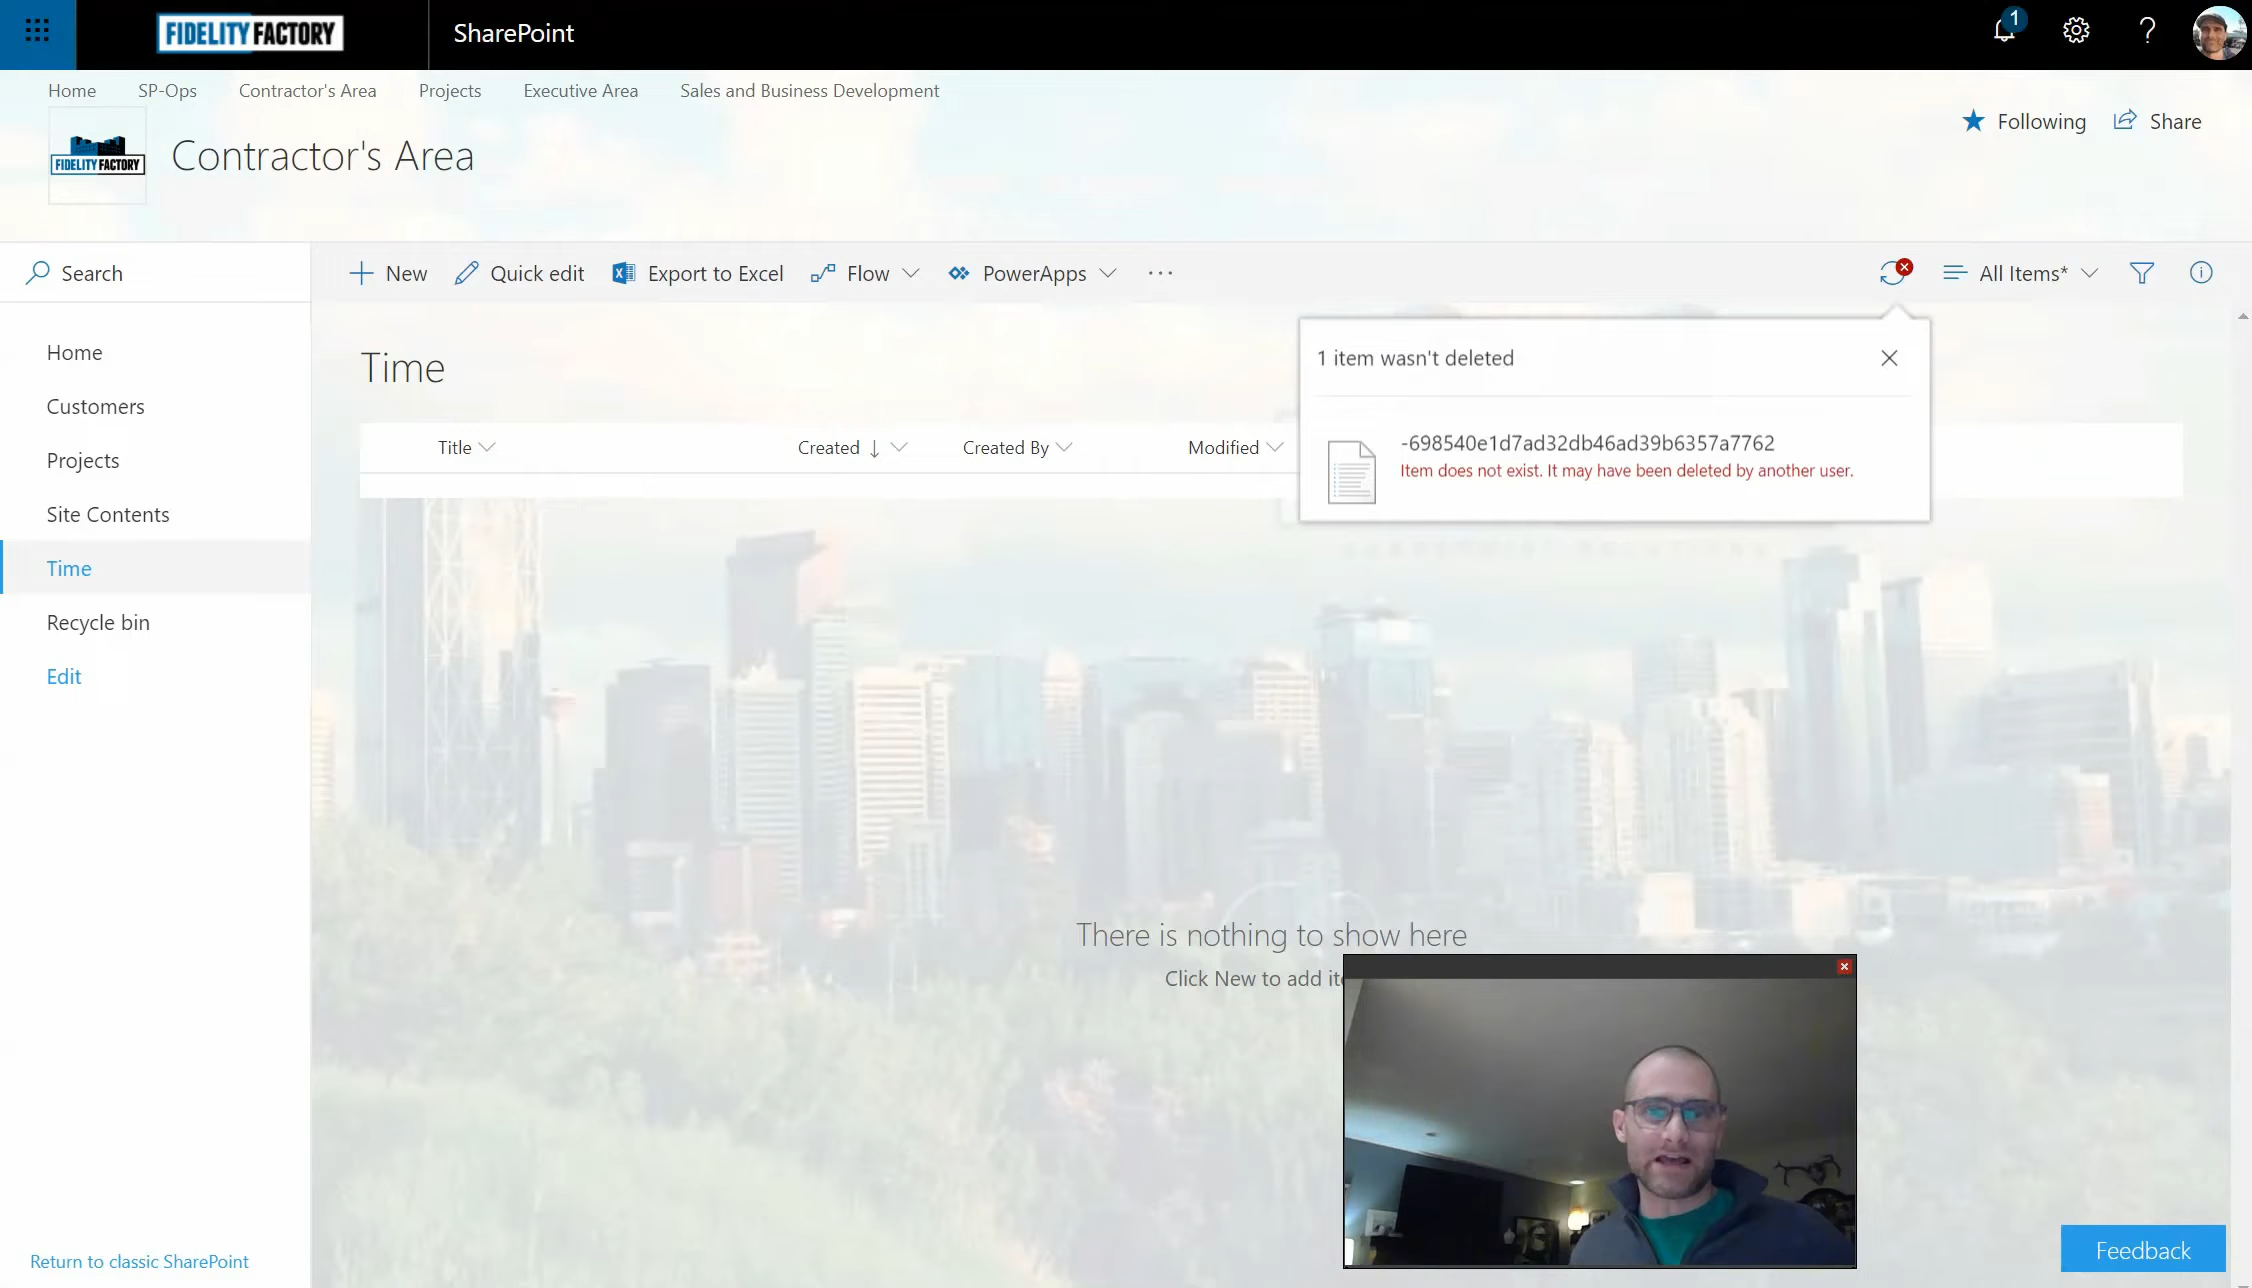 FIDELITY FACTORY
SharePoint
1
?
Home SP-Ops Contractor's Area Projects Executive Area Sales and Business Development
Following Share
FIDELITY FACTORY
Contractor's Area
Search
New Quick edit Export to Excel Flow PowerApps ...
All Items*
Home
Customers
Projects
Site Contents
Time
Recycle bin
Edit
Return to classic SharePoint
Time
Title Created Created By Modified
1 item wasn't deleted
-698540e1d7ad32db46ad39b6357a7762
Item does not exist. It may have been deleted by another user.
There is nothing to show here
Click New to add
Feedback